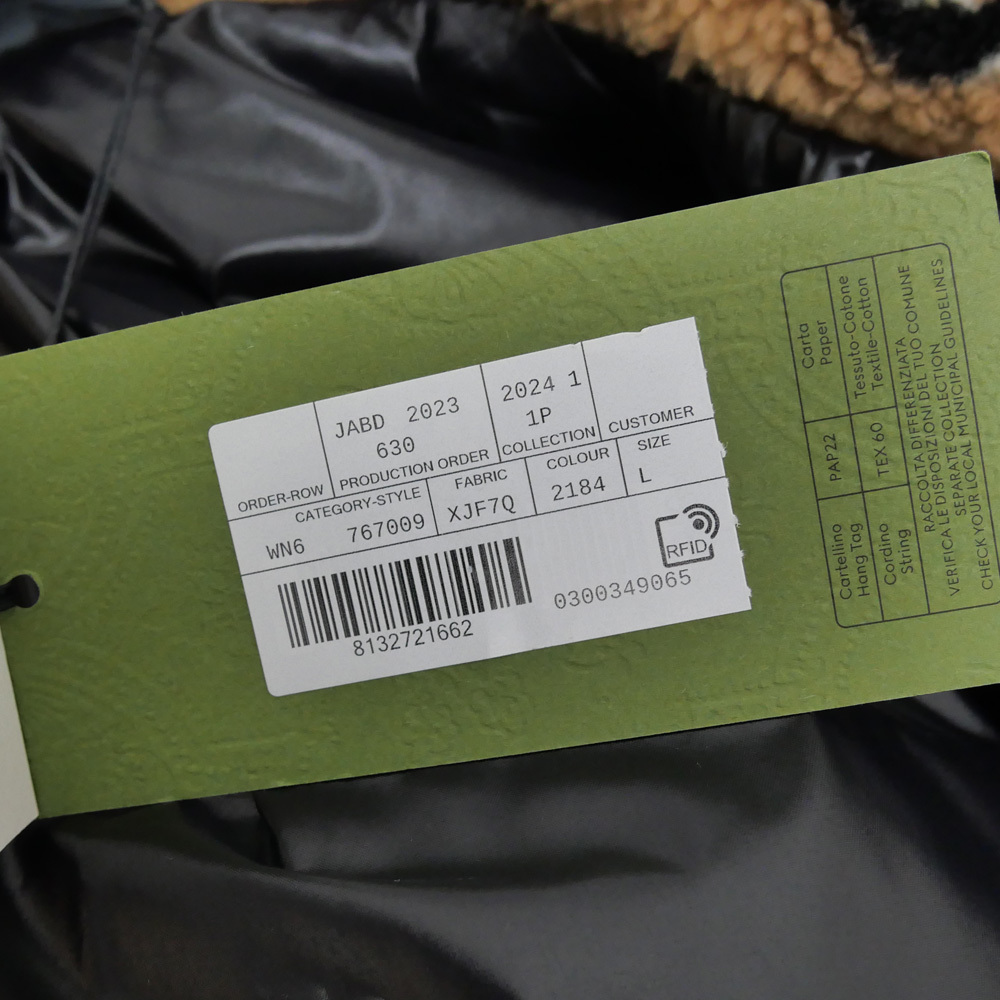 JABD 2023
630
2024 1
1P
ORDER-ROW
PRODUCTION ORDER
COLLECTION
CUSTOMER
CATEGORY-STYLE
FABRIC
COLOUR
SIZE
WN6 767009
XJF7Q
2184
L
RFID
8132721662
0300349065
Carta
Paper
Tessuto-Cotone
Textile-Cotton
PAP22
TEX 60
Cartellino
Hang Tag
Cordino
String
RACCOLTA DIFFERENZIATA
VERIFICA LE DISPOSIZIONI DEL TUO COMUNE
SEPARATE COLLECTION
CHECK YOUR LOCAL MUNICIPAL GUIDELINES